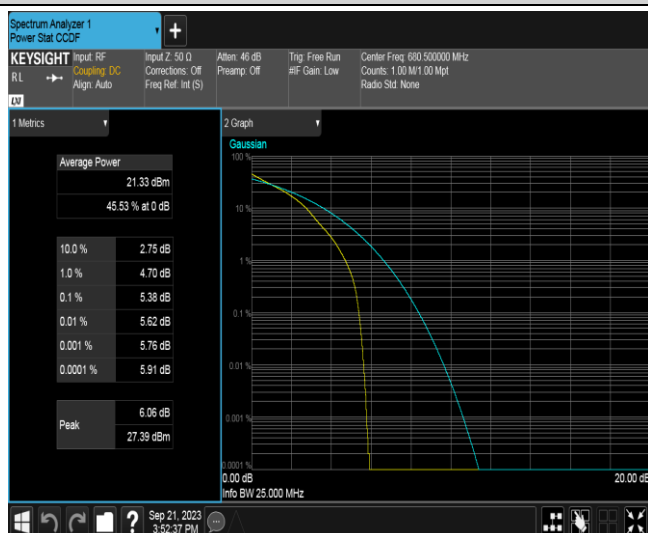 Spectrum Analyzer 1
Power Stat CCDF
+
KEYSIGHT
RL
LXI
Input: RF
Coupling: DC
Align: Auto
Input Z: 50 Ω
Corrections: Off
Freq Ref: Int (S)
Atten: 46 dB
Preamp: Off
Trig: Free Run
#IF Gain: Low
Center Freq: 680.500000 MHz
Counts: 1.00 M/1.00 Mpt
Radio Std: None
1 Metrics
Average Power
21.33 dBm
45.53 % at 0 dB
10.0 % 2.75 dB
1.0 % 4.70 dB
0.1 % 5.38 dB
0.01 % 5.62 dB
0.001 % 5.76 dB
0.0001 % 5.91 dB
Peak
6.06 dB
27.39 dBm
2 Graph
Gaussian
100 %
10 %
1 %
0.1 %
0.01 %
0.001 %
0.0001 %
0.00 dB 20.00 dB
Info BW 25.000 MHz
?
Sep 21, 2023
3:52:37 PM